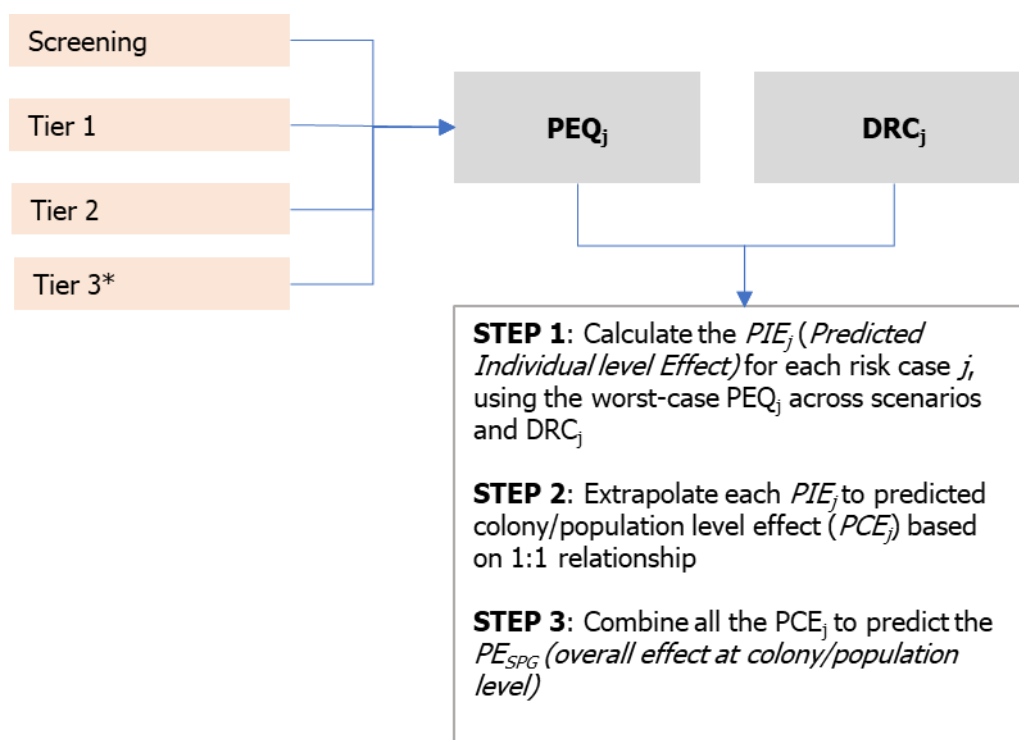 Screening
Tier 1
Tier 2
Tier 3*
PEQj
DRCj
STEP 1: Calculate the PIEj (Predicted
Individual level Effect) for each risk case j,
using the worst-case PEQj across scenarios
and DRCj
STEP 2: Extrapolate each PIEj to predicted
colony/population level effect (PCEj) based
on 1:1 relationship
STEP 3: Combine all the PCEj to predict the
PESPG (overall effect at colony/population
level)